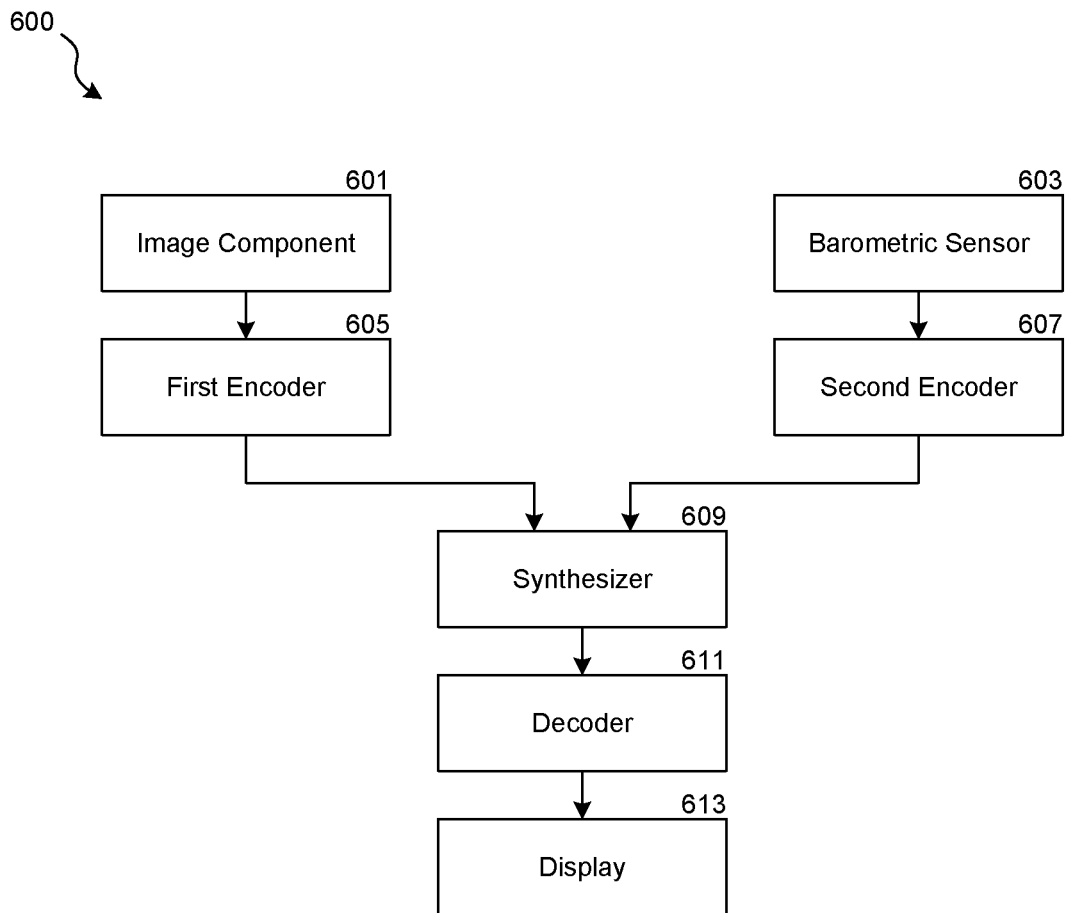 600
601
603
Image Component
Barometric Sensor
605
607
First Encoder
Second Encoder
609
Synthesizer
611
Decoder
613
Display